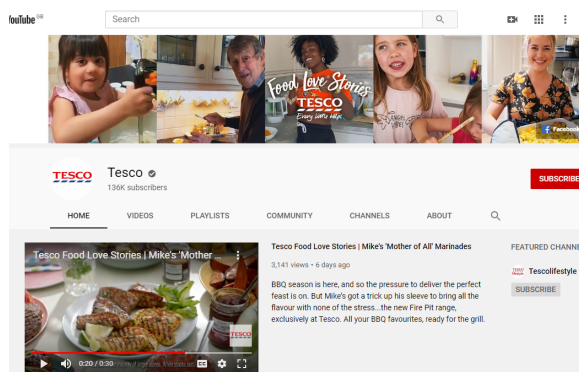 YouTube GB
Search
Food Love Stories
TESCO
Every little helps
Facebook
TESCO
Tesco
136K subscribers
SUBSCRIBE
HOME VIDEOS PLAYLISTS COMMUNITY CHANNELS ABOUT
Tesco Food Love Stories | Mike's 'Mother ...
TESCO
0:20 / 0:30
CC
Tesco Food Love Stories | Mike's 'Mother of All' Marinades
3,141 views • 6 days ago
BBQ season is here, and so the pressure to deliver the perfect
feast is on. But Mike's got a trick up his sleeve to bring all the
flavour with none of the stress...the new Fire Pit range,
exclusively at Tesco. All your BBQ favourites, ready for the grill.
FEATURED CHANNE
Tescolifestyle
SUBSCRIBE